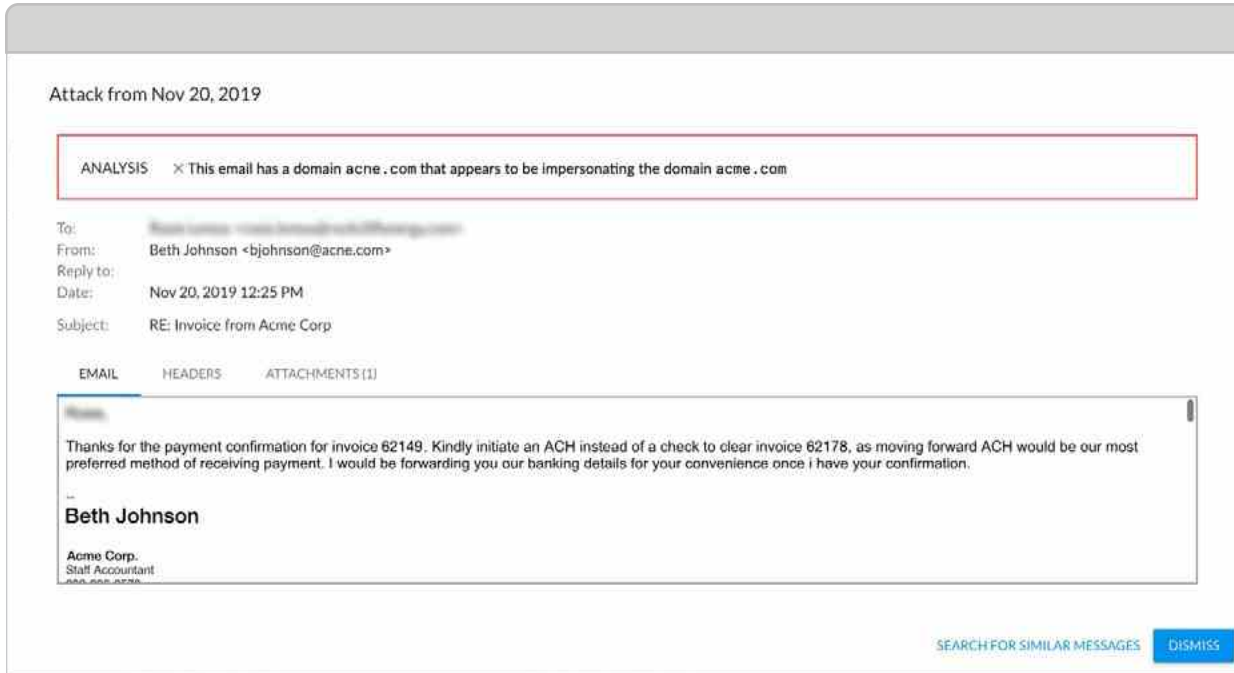 Attack from Nov 20, 2019
ANALYSIS × This email has a domain acne.com that appears to be impersonating the domain acme.com
To:
From: Beth Johnson <bjohnson@acne.com>
Reply to:
Date: Nov 20, 2019 12:25 PM
Subject: RE: Invoice from Acme Corp
EMAIL HEADERS ATTACHMENTS (1)
Thanks for the payment confirmation for invoice 62149. Kindly initiate an ACH instead of a check to clear invoice 62178, as moving forward ACH would be our most
preferred method of receiving payment. I would be forwarding you our banking details for your convenience once i have your confirmation.
--
Beth Johnson
Acme Corp.
Staff Accountant
SEARCH FOR SIMILAR MESSAGES DISMISS